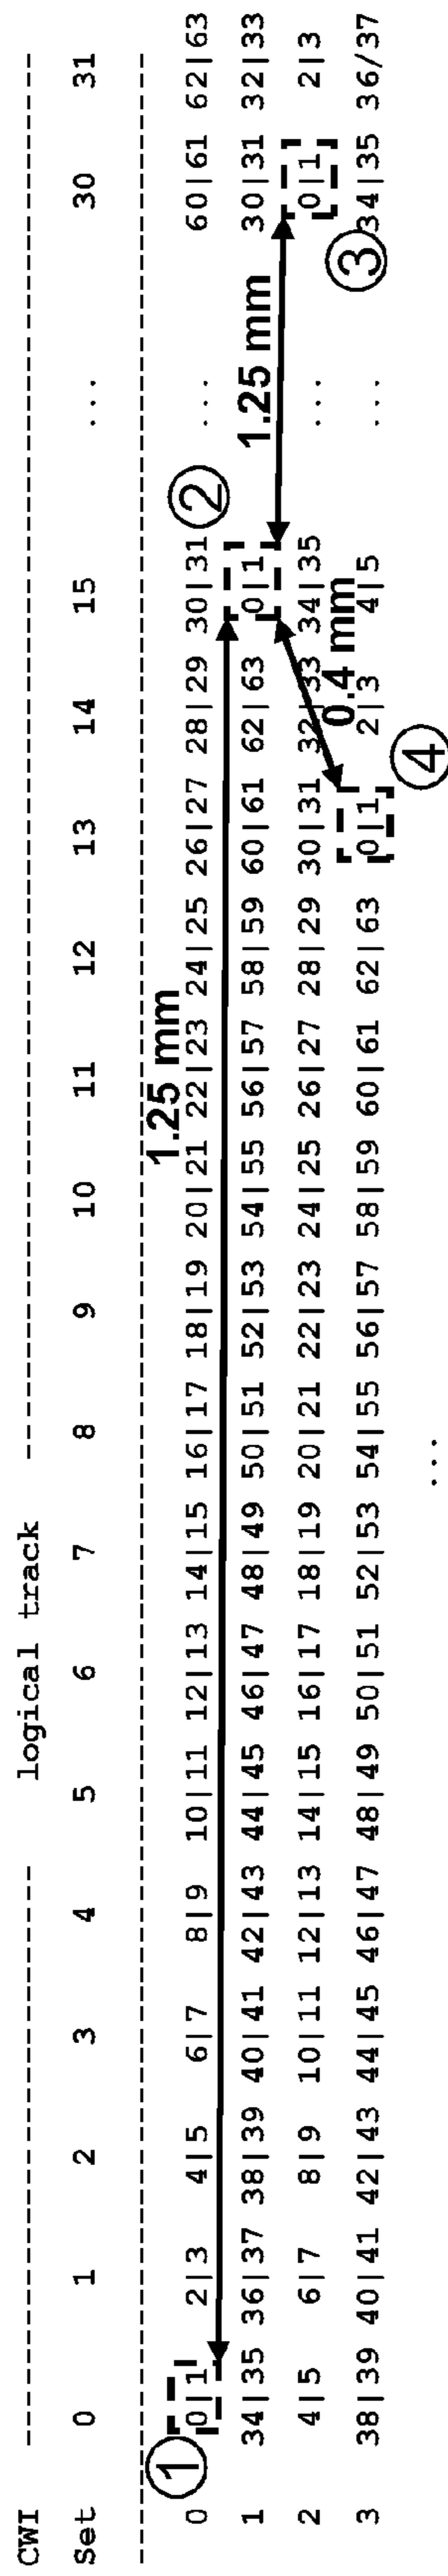 CWI logical track
Set 0 1 2 3 4 5 6 7 8 9 10 11 12 13 14 15 ... 30 31
① 1.25 mm ②
0 0|1 2|3 4|5 6|7 8|9 10|11 12|13 14|15 16|17 18|19 20|21 22|23 24|25 26|27 28|29 30|31 ... 60|61 62|63
1.25 mm
1 34|35 36|37 38|39 40|41 42|43 44|45 46|47 48|49 50|51 52|53 54|55 56|57 58|59 60|61 62|63 0|1 30|31 32|33
2 4|5 6|7 8|9 10|11 12|13 14|15 16|17 18|19 20|21 22|23 24|25 26|27 28|29 30|31 32|33 34|35 ... 0|1 2|3
0.4 mm ③
3 38|39 40|41 42|43 44|45 46|47 48|49 50|51 52|53 54|55 56|57 58|59 60|61 62|63 0|1 2|3 4|5 ... 34|35 36/37
④
...